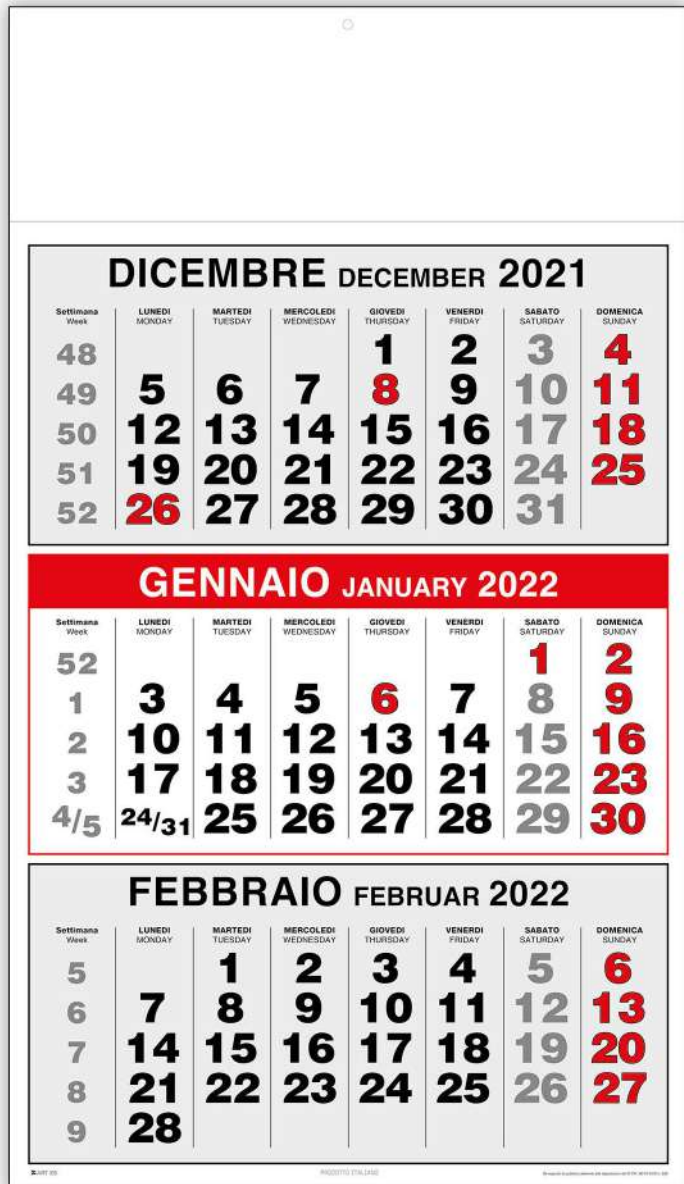 DICEMBRE DECEMBER 2021
Settimana LUNEDI MARTEDI MERCOLEDI GIOVEDI VENERDI SABATO DOMENICA
Week MONDAY TUESDAY WEDNESDAY THURSDAY FRIDAY SATURDAY SUNDAY
48 1 2 3 4
49 5 6 7 8 9 10 11
50 12 13 14 15 16 17 18
51 19 20 21 22 23 24 25
52 26 27 28 29 30 31
GENNAIO JANUARY 2022
Settimana LUNEDI MARTEDI MERCOLEDI GIOVEDI VENERDI SABATO DOMENICA
Week MONDAY TUESDAY WEDNESDAY THURSDAY FRIDAY SATURDAY SUNDAY
52 1 2
1 3 4 5 6 7 8 9
2 10 11 12 13 14 15 16
3 17 18 19 20 21 22 23
4/5 24/31 25 26 27 28 29 30
FEBBRAIO FEBRUAR 2022
Settimana LUNEDI MARTEDI MERCOLEDI GIOVEDI VENERDI SABATO DOMENICA
Week MONDAY TUESDAY WEDNESDAY THURSDAY FRIDAY SATURDAY SUNDAY
5 1 2 3 4 5 6
6 7 8 9 10 11 12 13
7 14 15 16 17 18 19 20
8 21 22 23 24 25 26 27
9 28
PRODOTTO ITALIANO